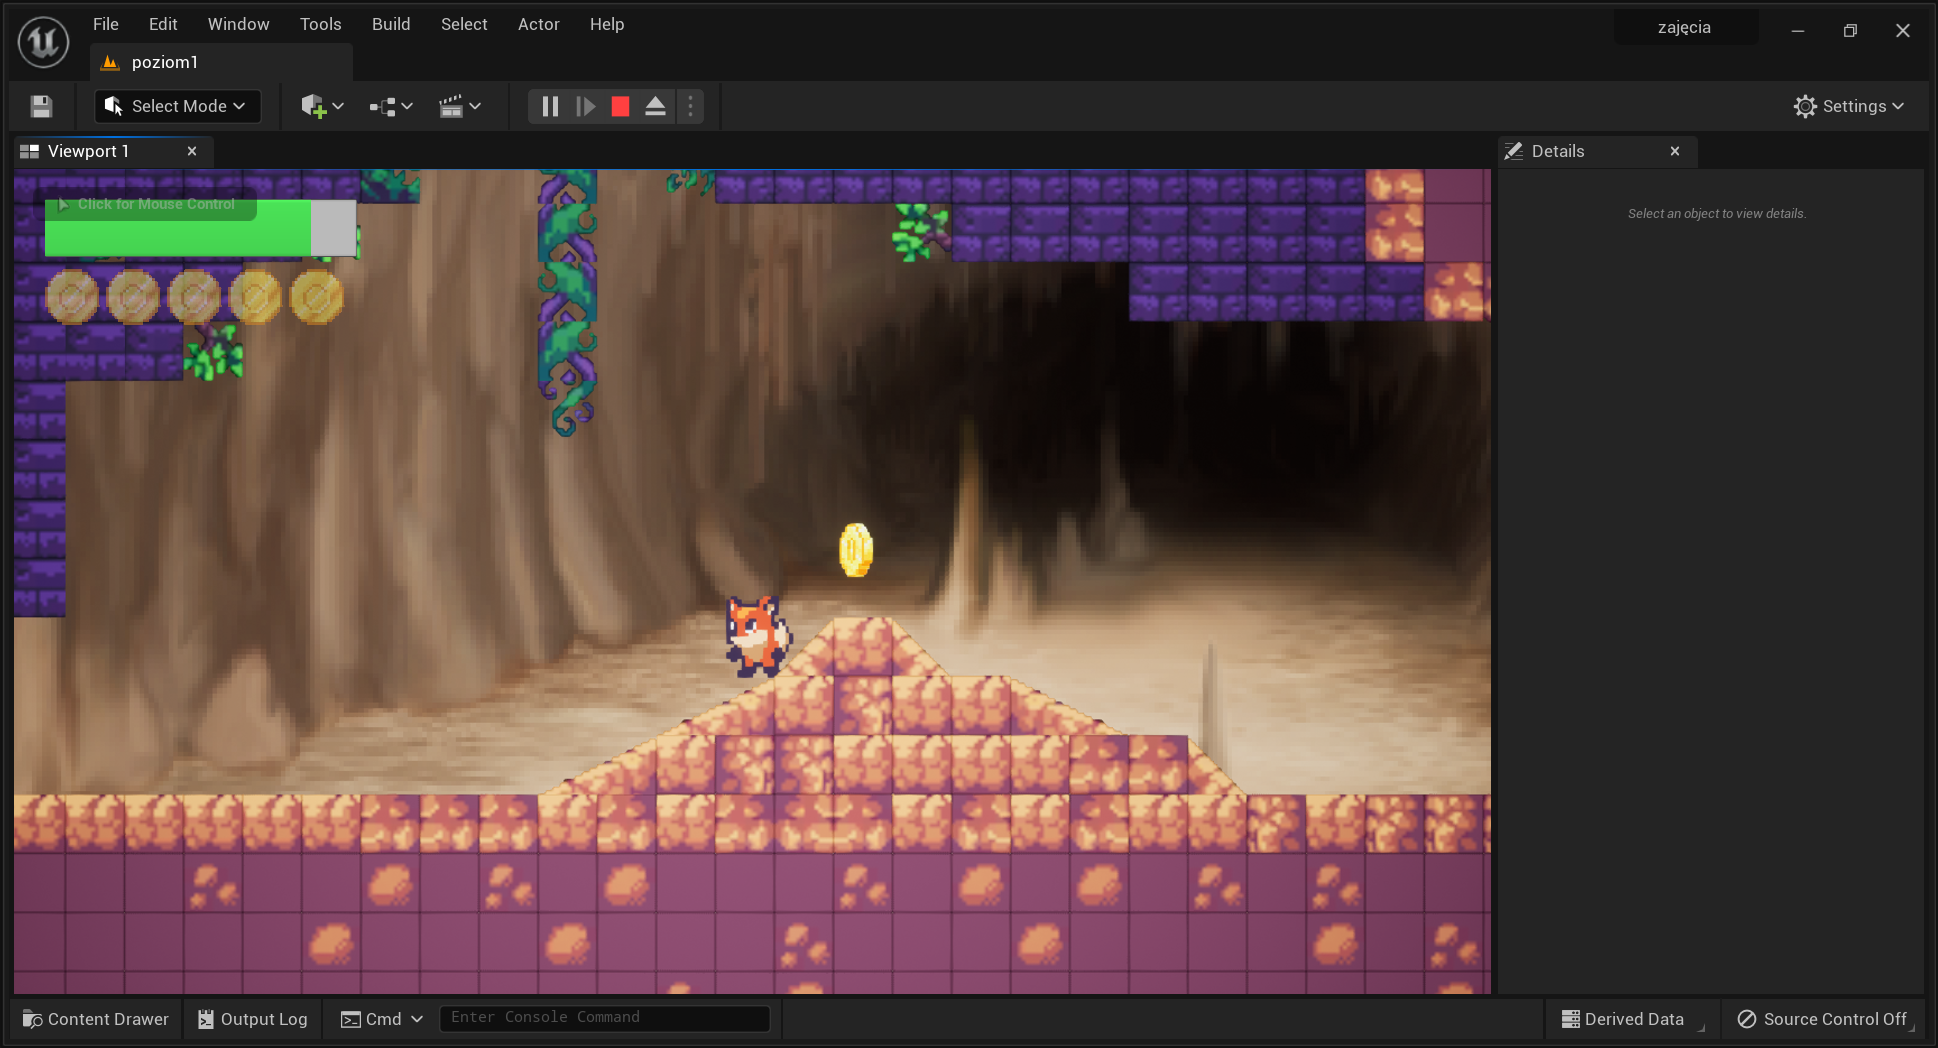 File Edit Window Tools Build Select Actor Help
zajęcia
poziom1
Select Mode
Settings
Viewport 1
Details
Click for Mouse Control
Select an object to view details.
Content Drawer
Output Log
Cmd
Enter Console Command
Derived Data
Source Control Off